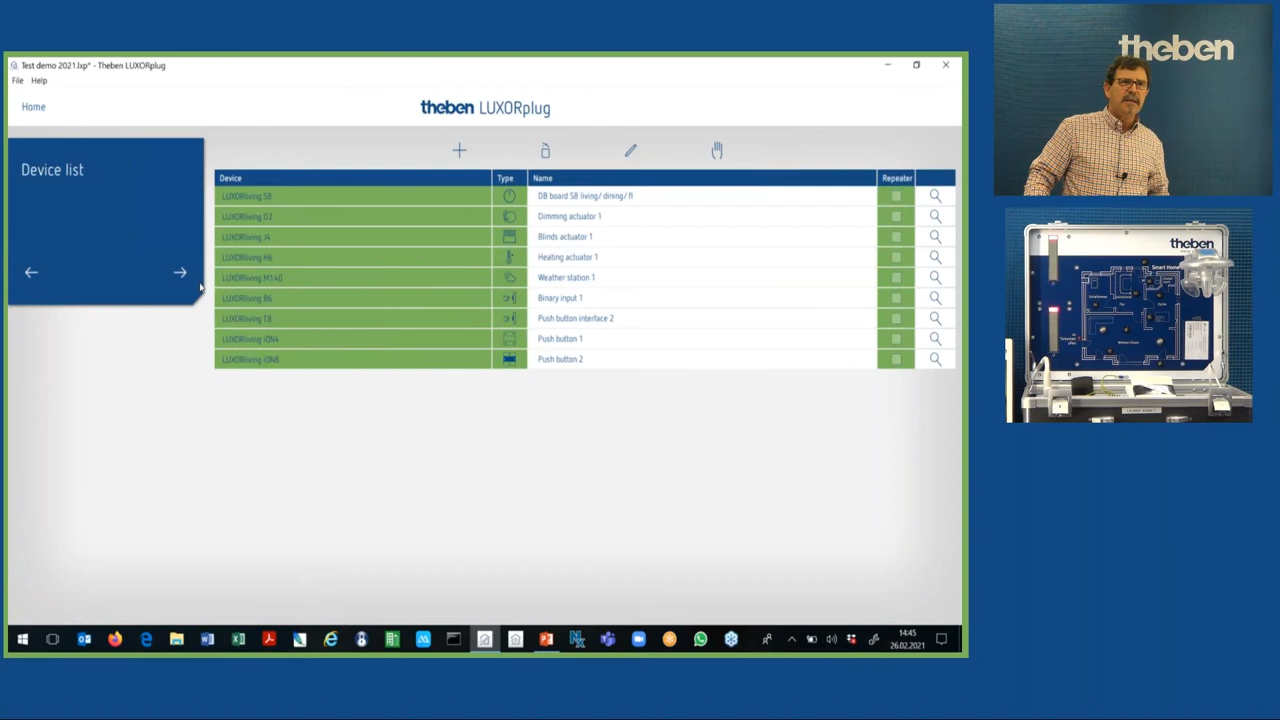 Test demo 2021.lxp* - Theben LUXORplug
File Help
Home
theben LUXORplug
Device list
Device Type Name Repeater
LUXORliving S8 DB board S8 living/ dining/ fl
LUXORliving D2 Dimming actuator 1
LUXORliving J4 Blinds actuator 1
LUXORliving H6 Heating actuator 1
LUXORliving M140 Weather station 1
LUXORliving B6 Binary input 1
LUXORliving T8 Push button interface 2
LUXORliving iON4 Push button 1
LUXORliving iON8 Push button 2
14:45
26.02.2021
theben
theben
Smart Home